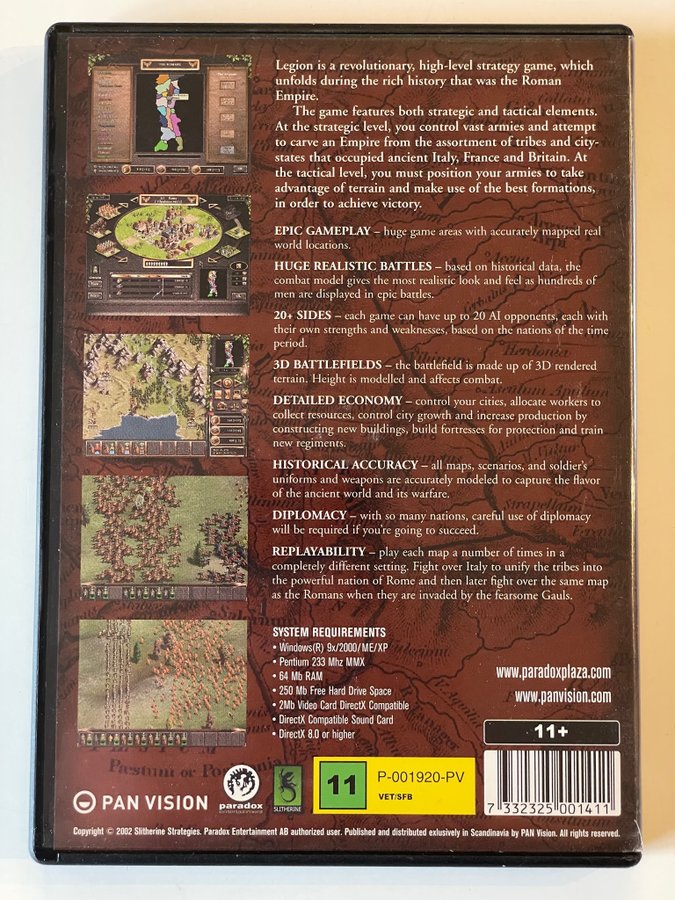 Legion is a revolutionary, high-level strategy game, which
unfolds during the rich history that was the Roman
Empire.
The game features both strategic and tactical elements.
At the strategic level, you control vast armies and attempt
to carve an Empire from the assortment of tribes and city-
states that occupied ancient Italy, France and Britain. At
the tactical level, you must position your armies to take
advantage of terrain and make use of the best formations,
in order to achieve victory.
EPIC GAMEPLAY – huge game areas with accurately mapped real
world locations.
HUGE REALISTIC BATTLES – based on historical data, the
combat model gives the most realistic look and feel as hundreds of
men are displayed in epic battles.
20+ SIDES – each game can have up to 20 AI opponents, each with
their own strengths and weaknesses, based on the nations of the time
period.
3D BATTLEFIELDS – the battlefield is made up of 3D rendered
terrain. Height is modelled and affects combat.
DETAILED ECONOMY – control your cities, allocate workers to
collect resources, control city growth and increase production by
constructing new buildings, build fortresses for protection and train
new regiments.
HISTORICAL ACCURACY – all maps, scenarios, and soldier's
uniforms and weapons are accurately modeled to capture the flavor
of the ancient world and its warfare.
DIPLOMACY – with so many nations, careful use of diplomacy
will be required if you're going to succeed.
REPLAYABILITY – play each map a number of times in a
completely different setting. Fight over Italy to unify the tribes into
the powerful nation of Rome and then later fight over the same map
as the Romans when they are invaded by the fearsome Gauls.
SYSTEM REQUIREMENTS
• Windows(R) 9x/2000/ME/XP
• Pentium 233 Mhz MMX
• 64 Mb RAM
• 250 Mb Free Hard Drive Space
• 2Mb Video Card DirectX Compatible
• DirectX Compatible Sound Card
• DirectX 8.0 or higher
www.paradoxplaza.com
www.panvision.com
11+
Herdonea
Pæstum or
PAN VISION
paradox
SLITHERINE
11
P-001920-PV
VET/SFB
7 332325 001411
Copyright © 2002 Slitherine Strategies. Paradox Entertainment AB authorized user. Published and distributed exlusively in Scandinavia by PAN Vision. All rights reserved.